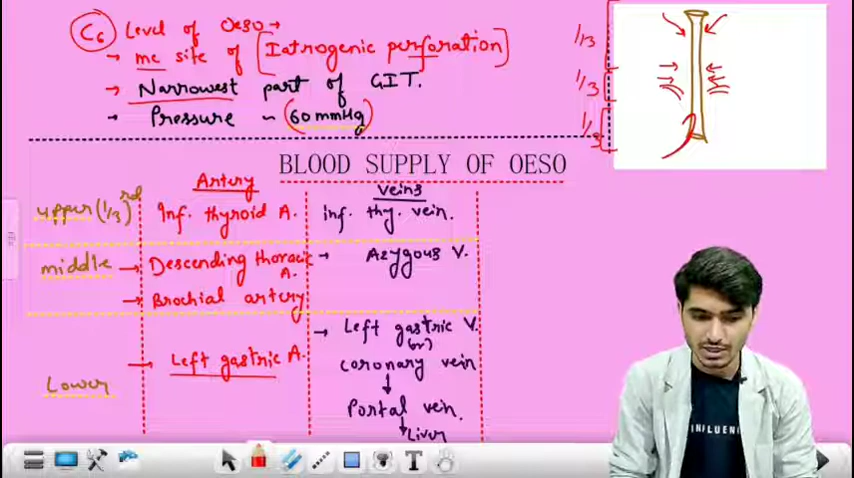 C6 Level of Oeso →
→ mc site of [Iatrogenic perforation]
→ Narrowest part of GIT.
→ Pressure ~ (60 mmHg)
1/3
1/3
1/3
BLOOD SUPPLY OF OESO
Artery
veins
upper (1/3)rd
Inf. thyroid A.
inf. thy. vein.
middle → Descending thoracic A.
→ Azygous V.
→ Brochial artery
Lower
→ Left gastric A.
→ Left gastric V.
(or)
coronary vein
↓
Portal vein.
↓
Liver
INFLUEN
T